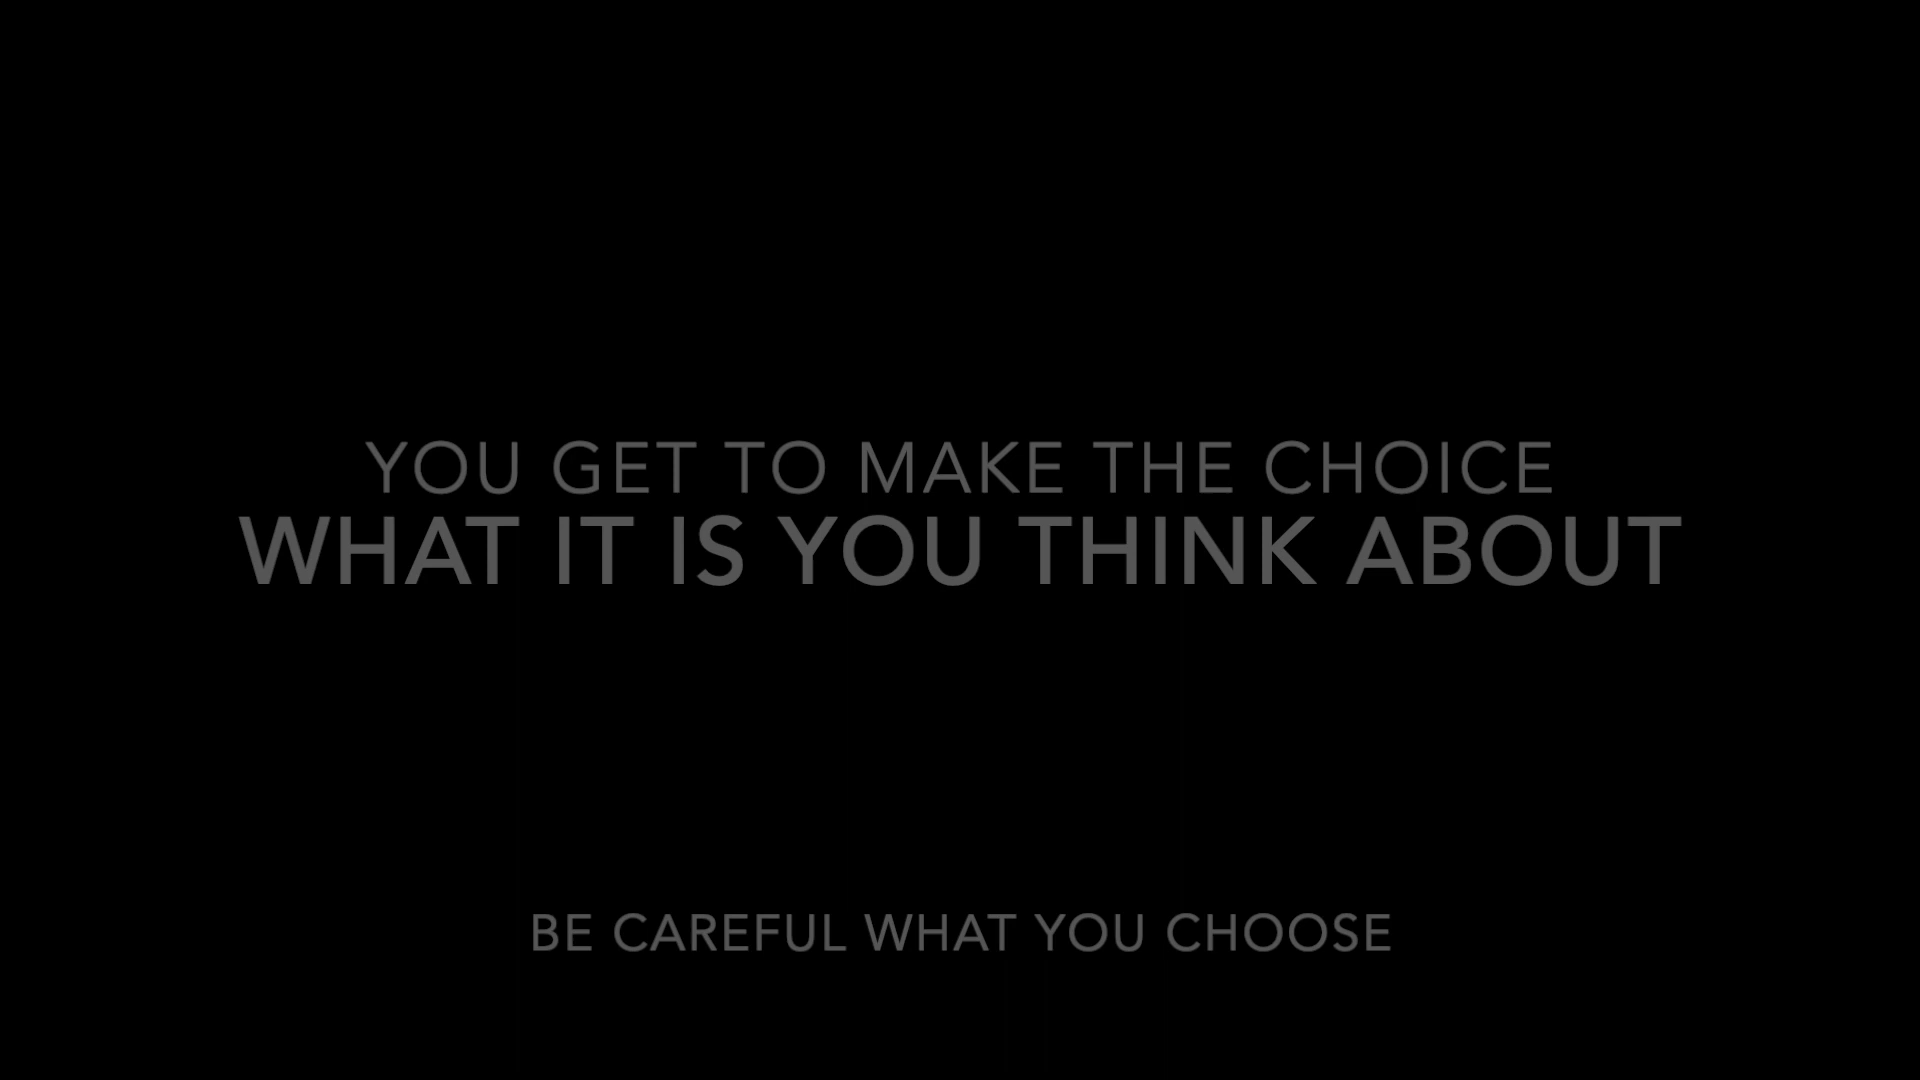 YOU GET TO MAKE THE CHOICE
WHAT IT IS YOU THINK ABOUT
BE CAREFUL WHAT YOU CHOOSE